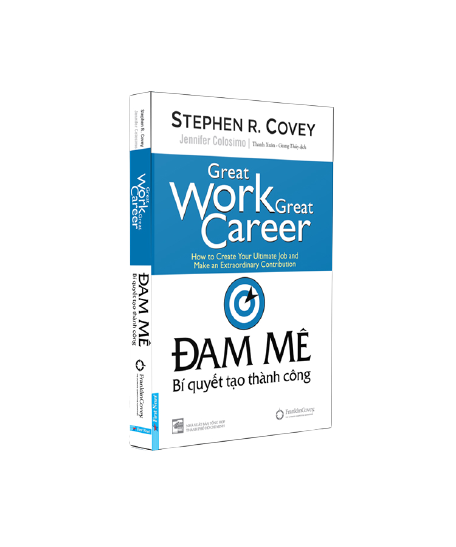 STEPHEN R. COVEY
Jennifer Colosimo
Great
Work Great
Career
How to Create Your Ultimate Job and
Make an Extraordinary Contribution
ĐAM MÊ
Bí quyết tạo thành công
FranklinCovey
Stephen R. Covey
Jennifer Colosimo
Great
Work Great
Career
ĐAM MÊ
Bí quyết tạo thành công
FranklinCovey